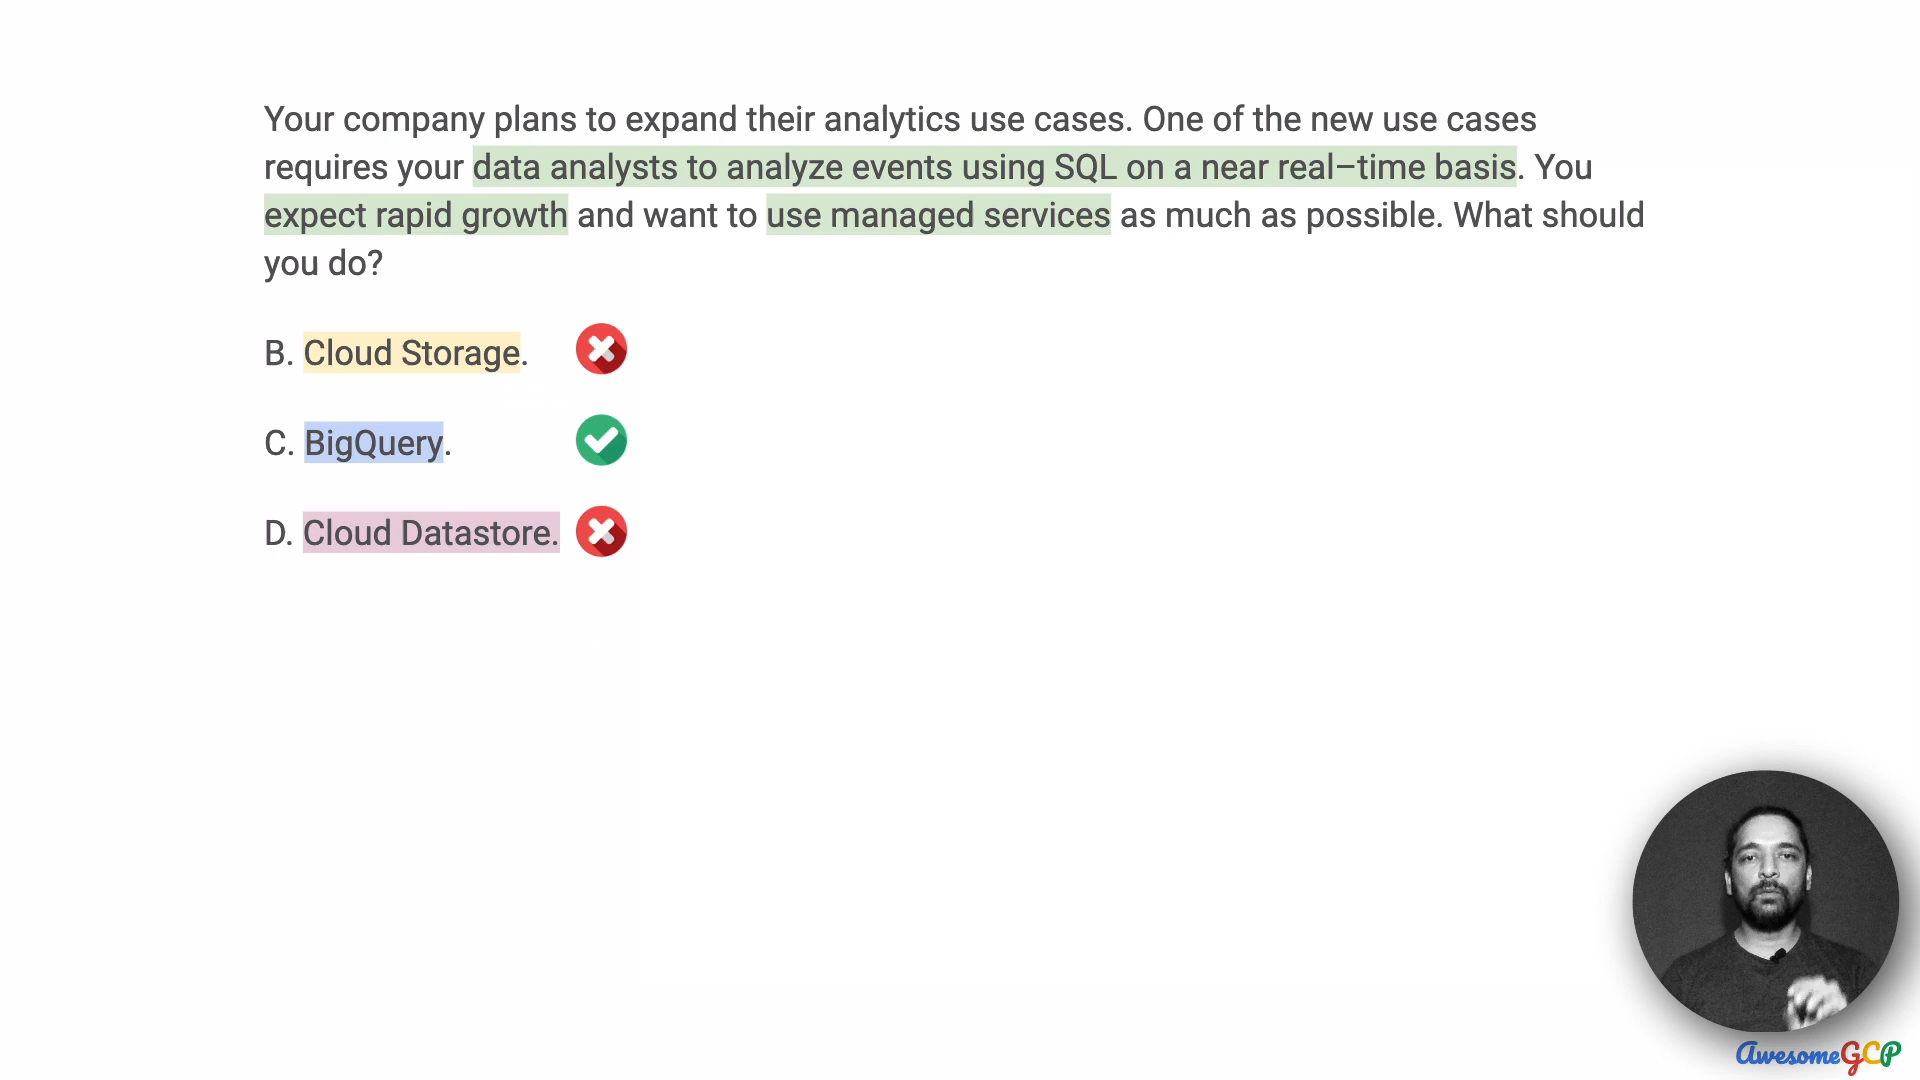 Your company plans to expand their analytics use cases. One of the new use cases
requires your data analysts to analyze events using SQL on a near real–time basis. You
expect rapid growth and want to use managed services as much as possible. What should
you do?
B. Cloud Storage.
C. BigQuery.
D. Cloud Datastore.
AwesomeGCP